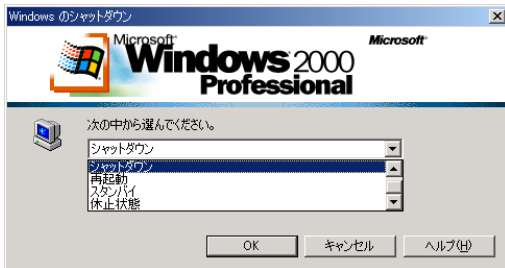 Windows のシャットダウン
Microsoft
Windows 2000
Professional
Microsoft
次の中から選んでください。
シャットダウン
シャットダウン
再起動
スタンバイ
休止状態
OK
キャンセル
ヘルプ(H)